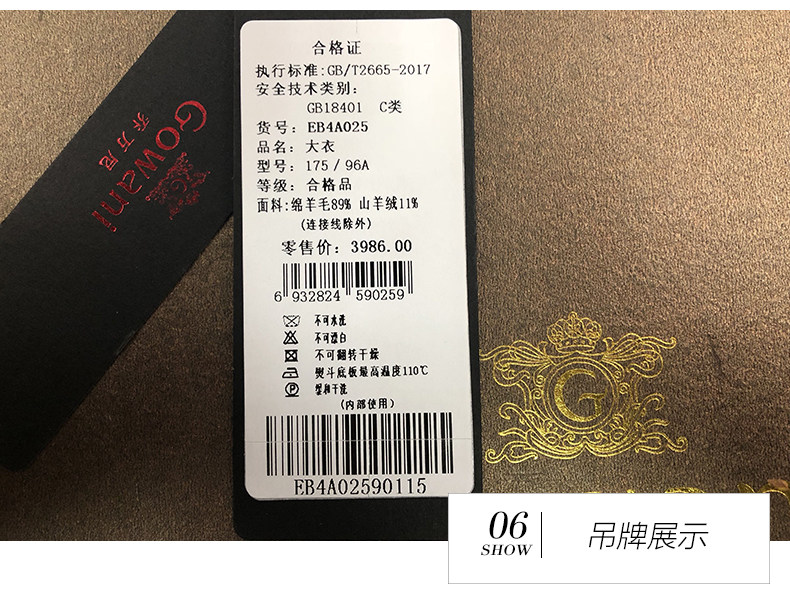 Gowani
乔万尼
合格证
执行标准:GB/T2665-2017
安全技术类别:
GB18401 C类
货号: EB4A025
品名: 大衣
型号: 175 / 96A
等级: 合格品
面料:绵羊毛89% 山羊绒11%
(连接线除外)
零售价: 3986.00
6 932824 590259
不可水洗
不可漂白
不可翻转干燥
熨斗底板最高温度110℃
常规干洗
(内部使用)
EB4A02590115
G
06
SHOW
吊牌展示